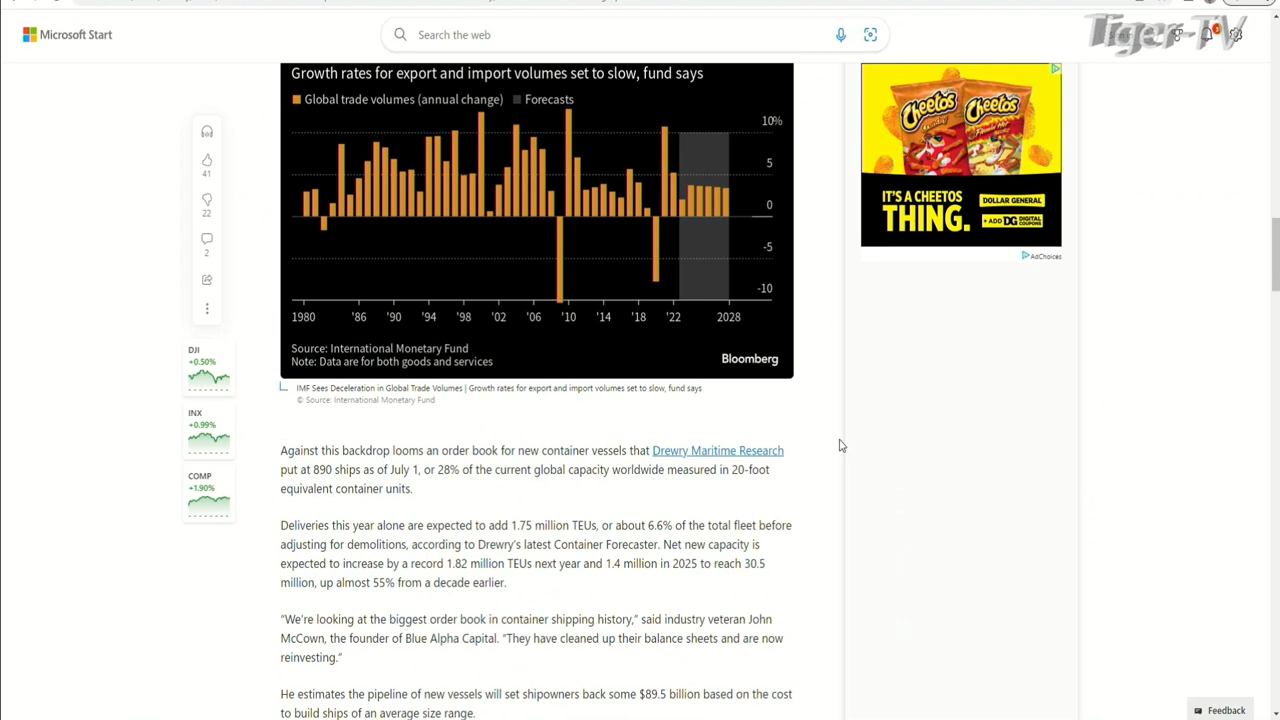 Microsoft Start
Search the web
Tiger-TV
Growth rates for export and import volumes set to slow, fund says
Global trade volumes (annual change) Forecasts
10%
5
0
-5
-10
1980 '86 '90 '94 '98 '02 '06 '10 '14 '18 '22 2028
Source: International Monetary Fund
Note: Data are for both goods and services
Bloomberg
IMF Sees Deceleration in Global Trade Volumes | Growth rates for export and import volumes set to slow, fund says
© Source: International Monetary Fund
41
22
2
DJI
+0.50%
INX
+0.99%
COMP
+1.90%
Against this backdrop looms an order book for new container vessels that Drewry Maritime Research
put at 890 ships as of July 1, or 28% of the current global capacity worldwide measured in 20-foot
equivalent container units.
Deliveries this year alone are expected to add 1.75 million TEUs, or about 6.6% of the total fleet before
adjusting for demolitions, according to Drewry's latest Container Forecaster. Net new capacity is
expected to increase by a record 1.82 million TEUs next year and 1.4 million in 2025 to reach 30.5
million, up almost 55% from a decade earlier.
“We're looking at the biggest order book in container shipping history,” said industry veteran John
McCown, the founder of Blue Alpha Capital. “They have cleaned up their balance sheets and are now
reinvesting.”
He estimates the pipeline of new vessels will set shipowners back some $89.5 billion based on the cost
to build ships of an average size range.
Cheetos
Cheetos
IT'S A CHEETOS
THING.
DOLLAR GENERAL
+ ADD DG DIGITAL COUPONS
AdChoices
Feedback